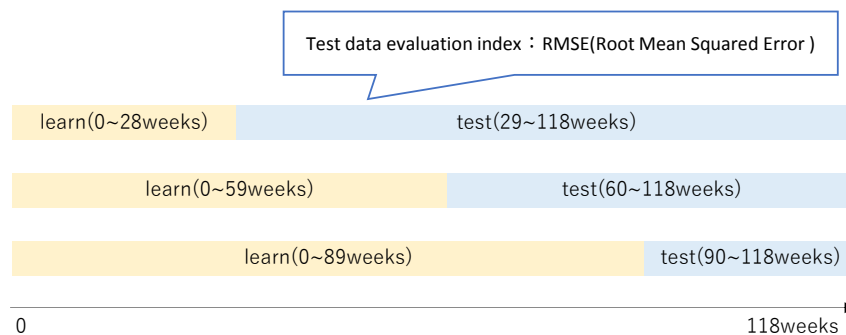 Test data evaluation index：RMSE(Root Mean Squared Error )
learn(0~28weeks) test(29~118weeks)
learn(0~59weeks) test(60~118weeks)
learn(0~89weeks) test(90~118weeks)
0 118weeks